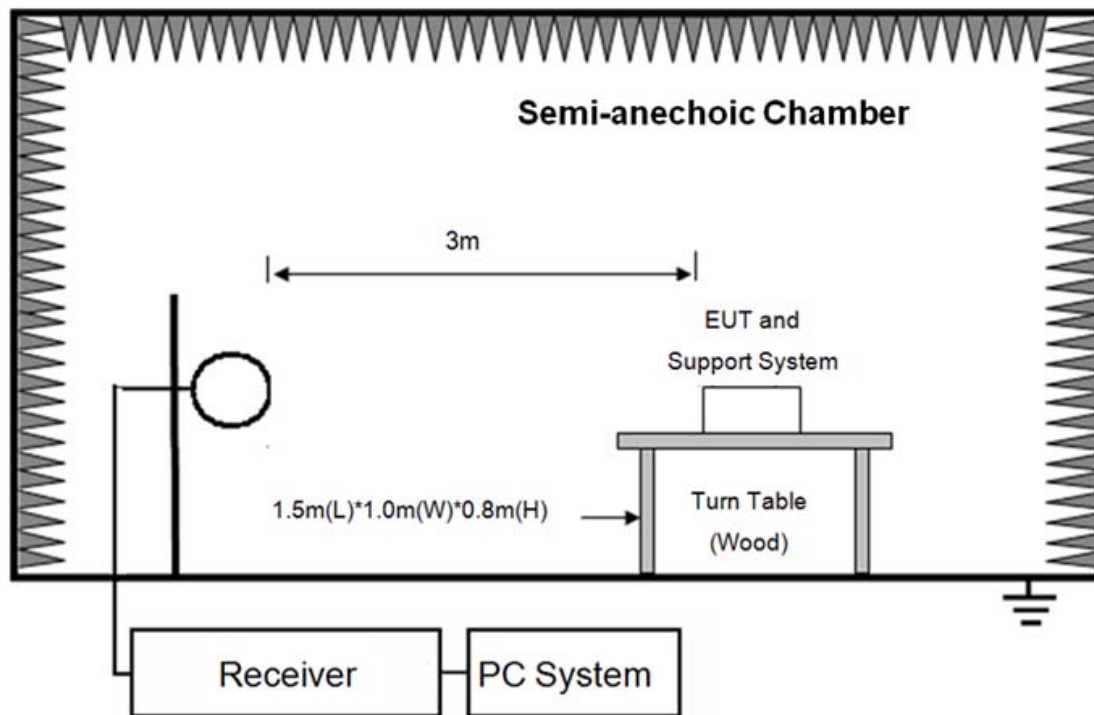 Semi-anechoic Chamber
3m
EUT and
Support System
1.5m(L)*1.0m(W)*0.8m(H)
Turn Table
(Wood)
Receiver
PC System